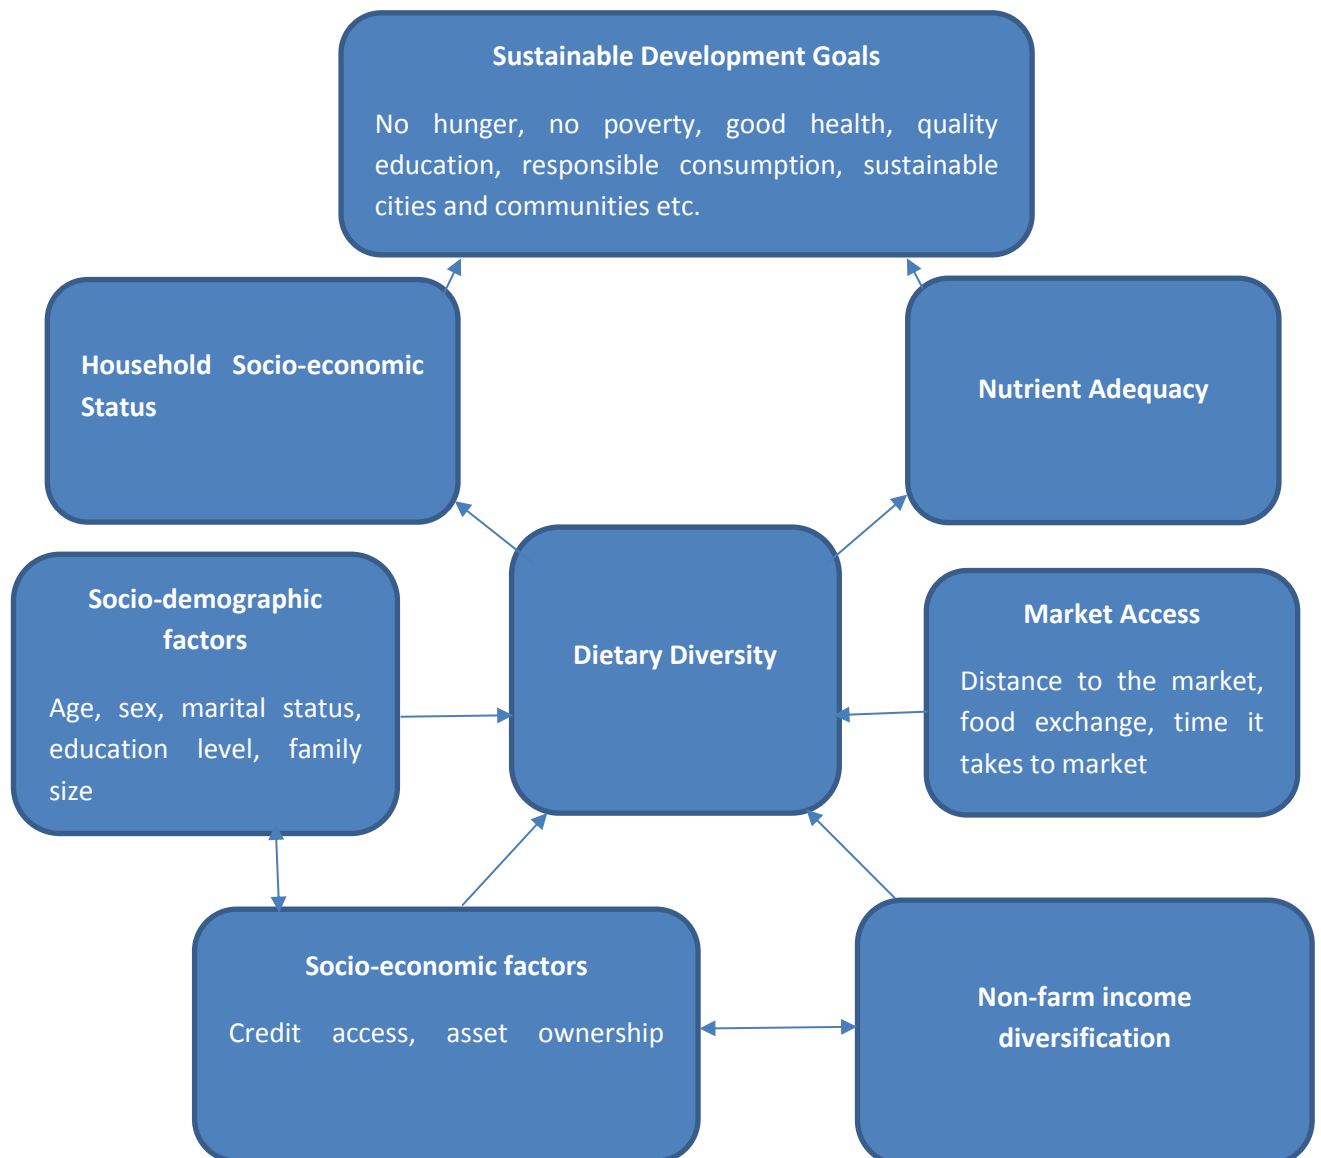 Sustainable Development Goals
No hunger, no poverty, good health, quality
education, responsible consumption, sustainable
cities and communities etc.
Household Socio-economic
Status
Nutrient Adequacy
Socio-demographic
factors
Age, sex, marital status,
education level, family
size
Dietary Diversity
Market Access
Distance to the market,
food exchange, time it
takes to market
Socio-economic factors
Credit access, asset ownership
Non-farm income
diversification